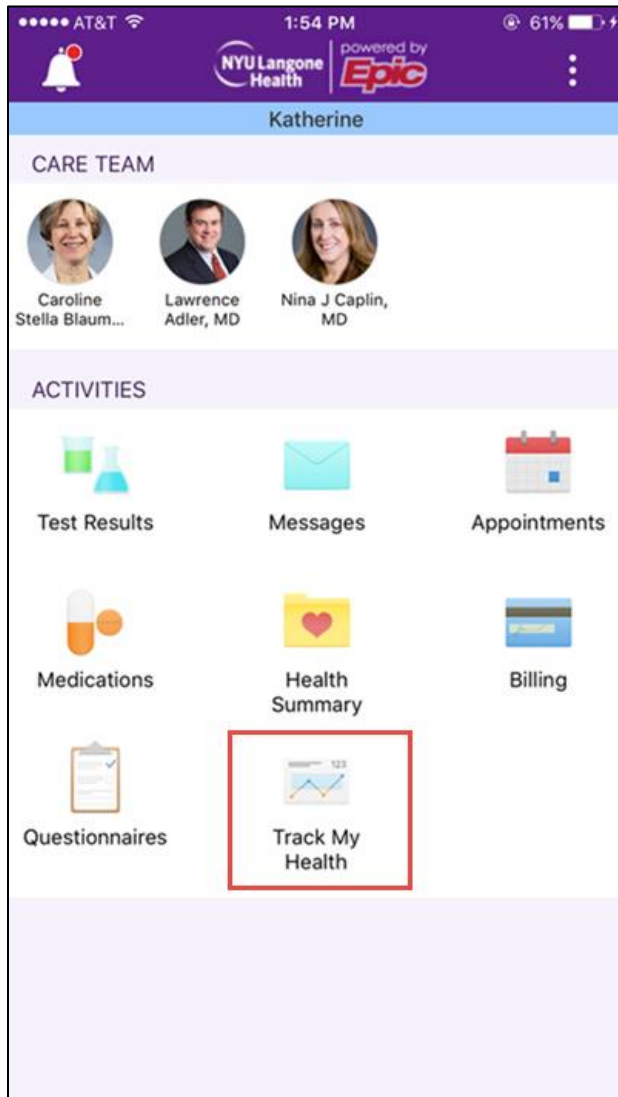 AT&T 1:54 PM 61%
NYU Langone Health powered by Epic
Katherine
CARE TEAM
Caroline Stella Blaum...
Lawrence Adler, MD
Nina J Caplin, MD
ACTIVITIES
Test Results
Messages
Appointments
Medications
Health Summary
Billing
Questionnaires
123
Track My Health